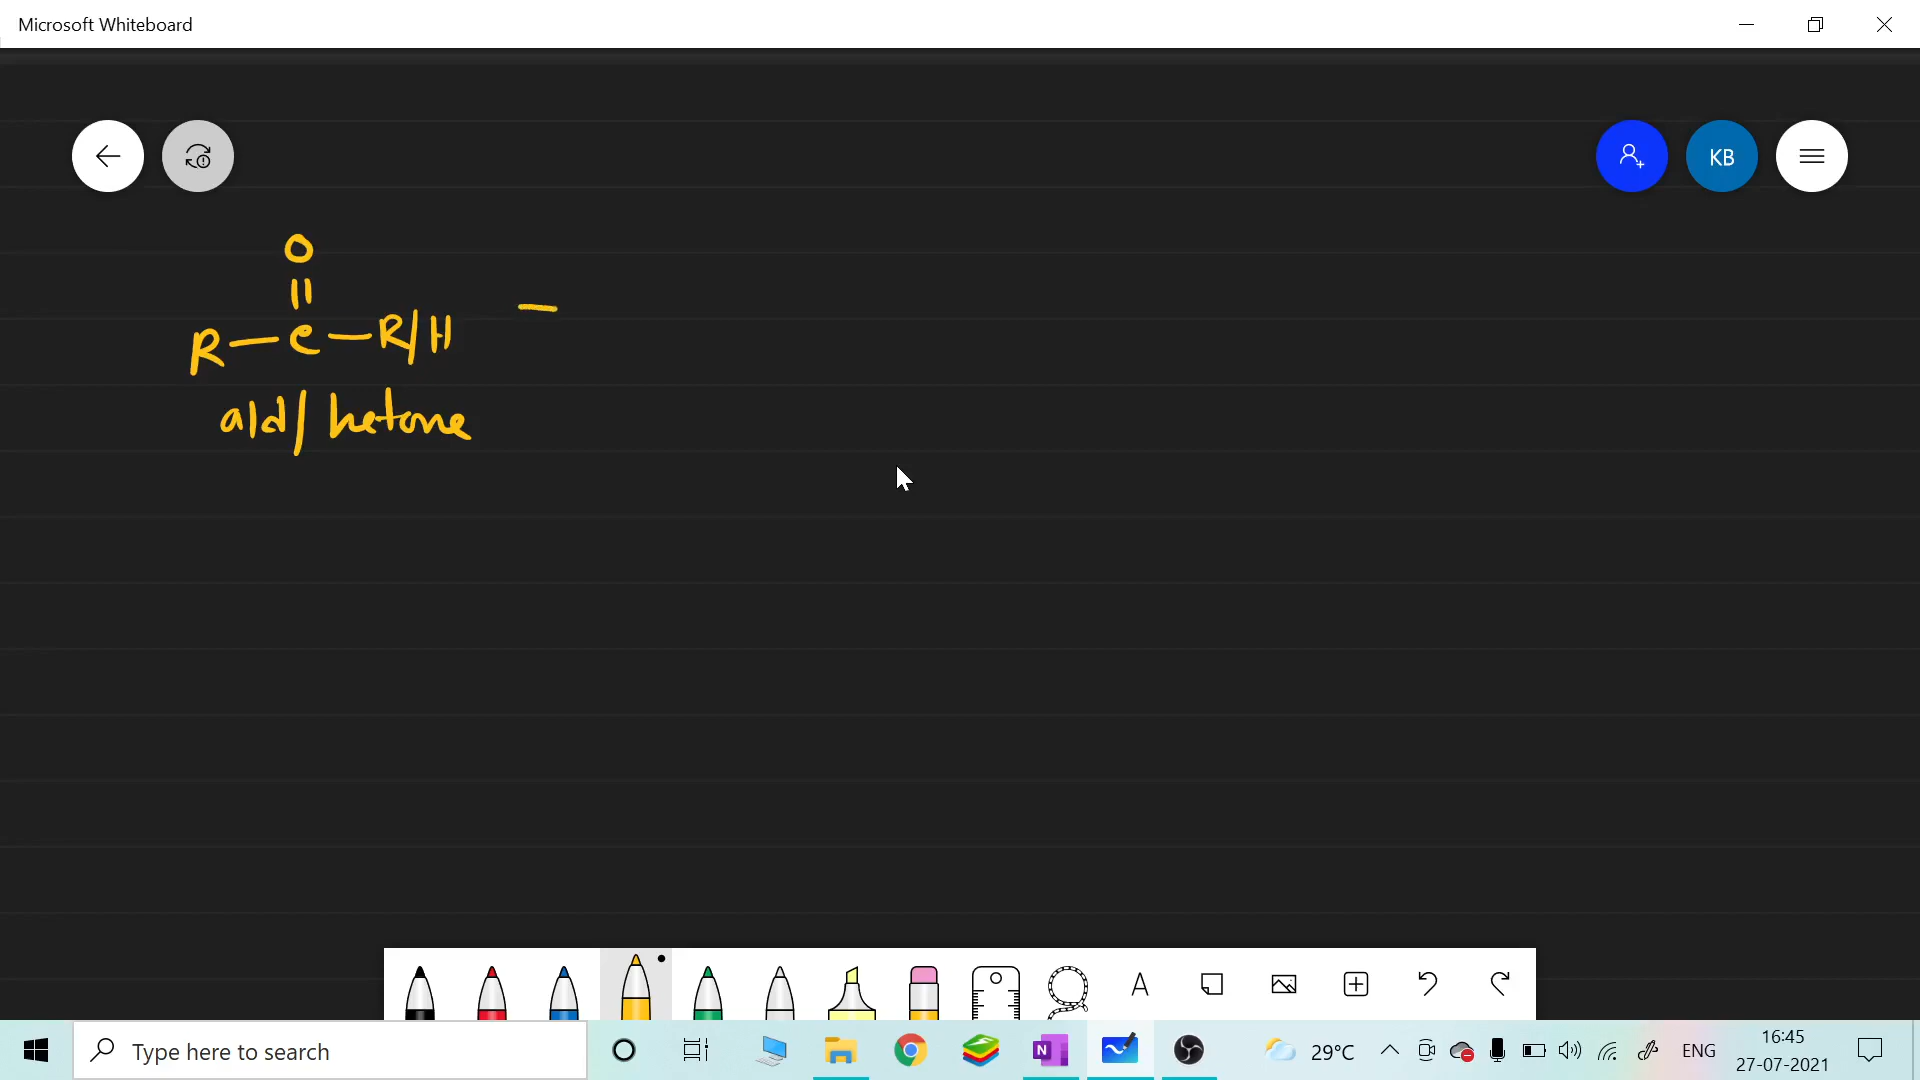 Microsoft Whiteboard
KB
O
||
R—C—R/H —
ald/ketone
A
Type here to search
N
29°C
ENG
16:45
27-07-2021